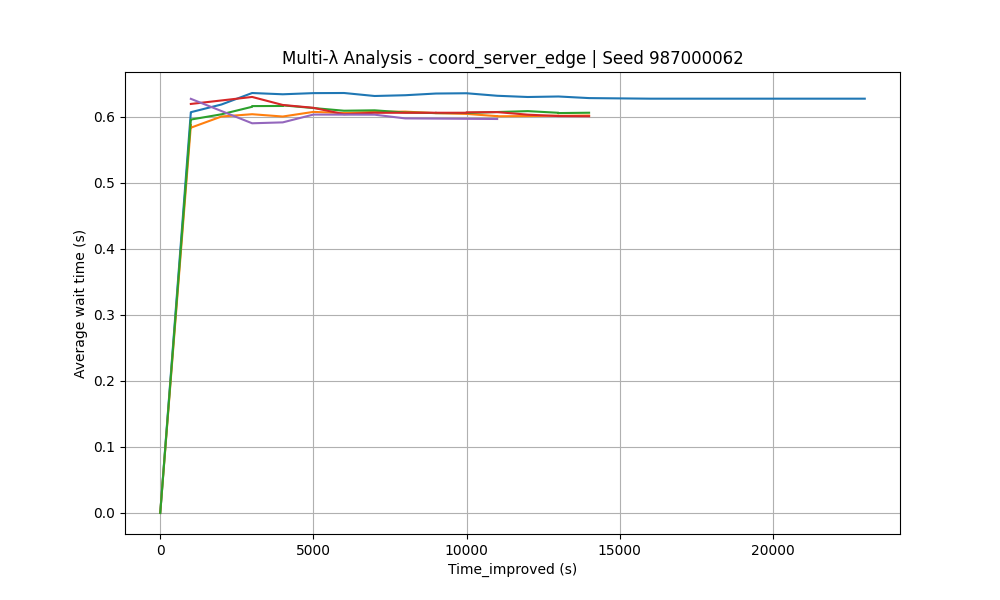 Multi-λ Analysis - coord_server_edge | Seed 987000062
Average wait time (s)
0.6
0.5
0.4
0.3
0.2
0.1
0.0
0 5000 10000 15000 20000
Time_improved (s)